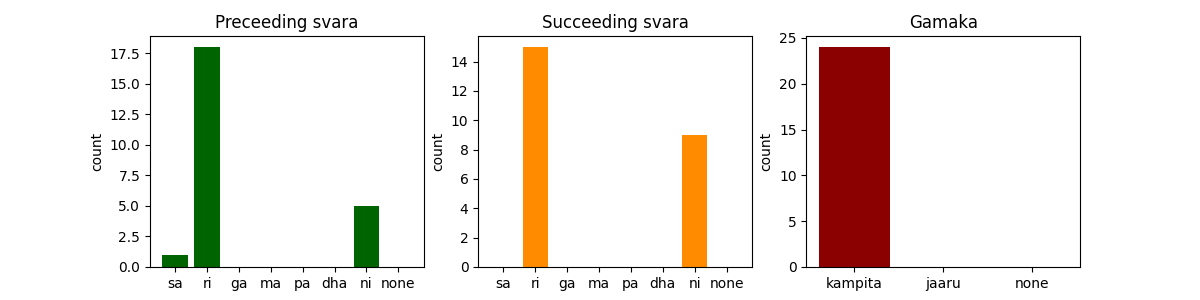 Preceeding svara
count
17.5
15.0
12.5
10.0
7.5
5.0
2.5
0.0
sa ri ga ma pa dha ni none
Succeeding svara
count
14
12
10
8
6
4
2
0
sa ri ga ma pa dha ni none
Gamaka
count
25
20
15
10
5
0
kampita jaaru none